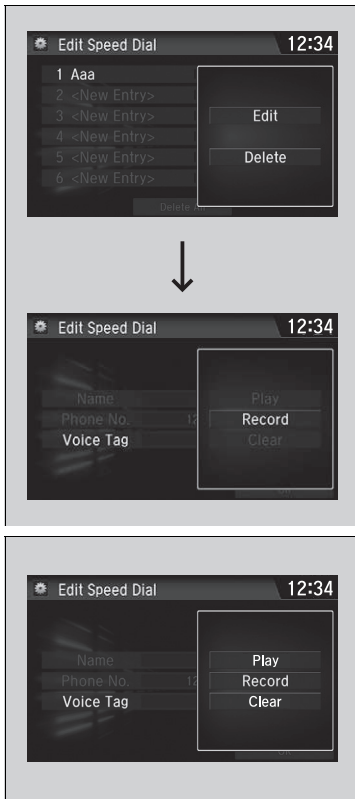 Edit Speed Dial 12:34
1 Aaa
2 <New Entry>
3 <New Entry> Edit
4 <New Entry>
5 <New Entry> Delete
6 <New Entry>
Delete All
Edit Speed Dial 12:34
Name Play
Phone No. 12 Record
Voice Tag Clear
Edit Speed Dial 12:34
Name Play
Phone No. 12 Record
Voice Tag Clear